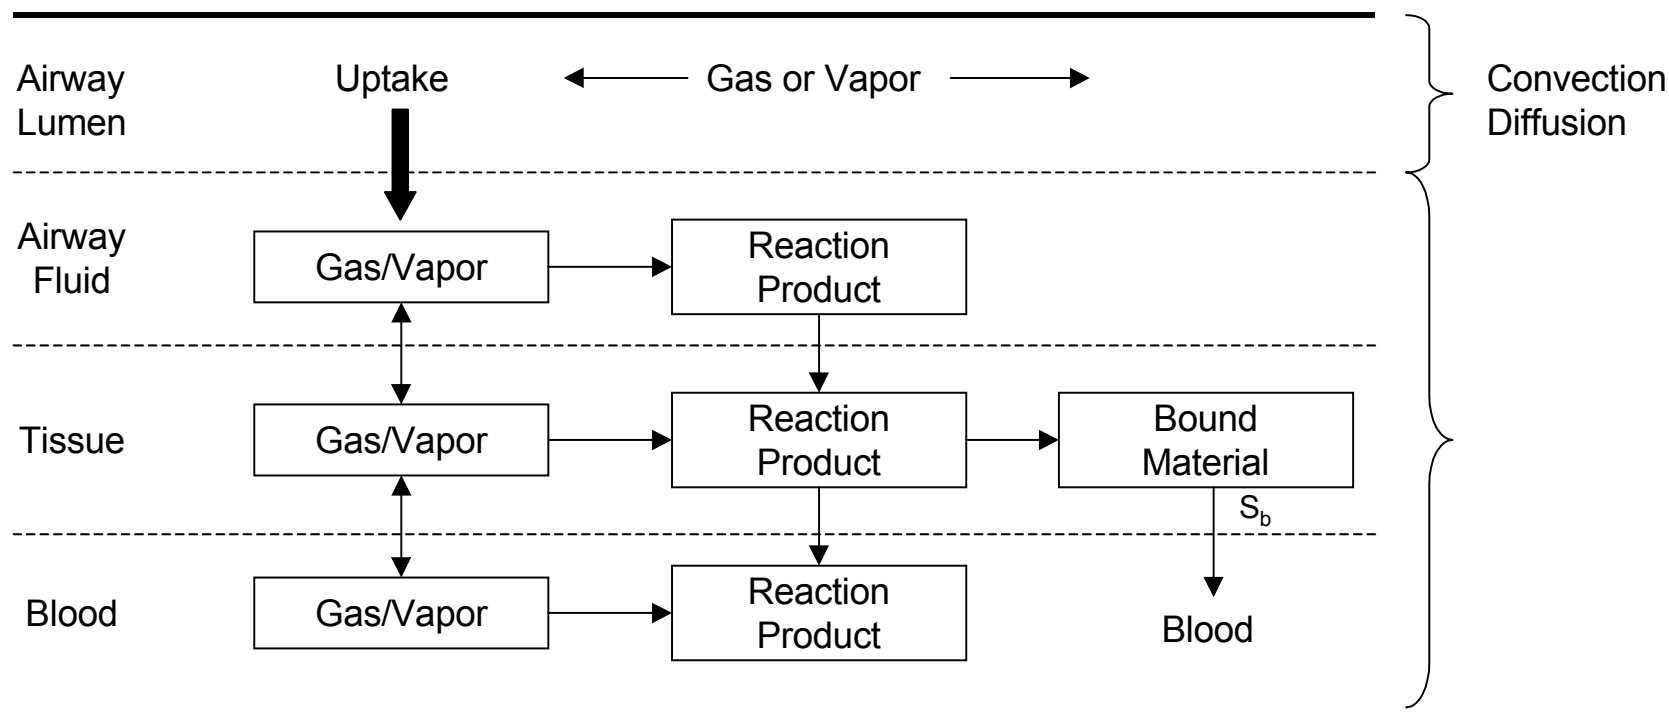 Airway
Lumen
Uptake
Gas or Vapor
Convection
Diffusion
Airway
Fluid
Gas/Vapor
Reaction
Product
Tissue
Gas/Vapor
Reaction
Product
Bound
Material
Sb
Blood
Gas/Vapor
Reaction
Product
Blood